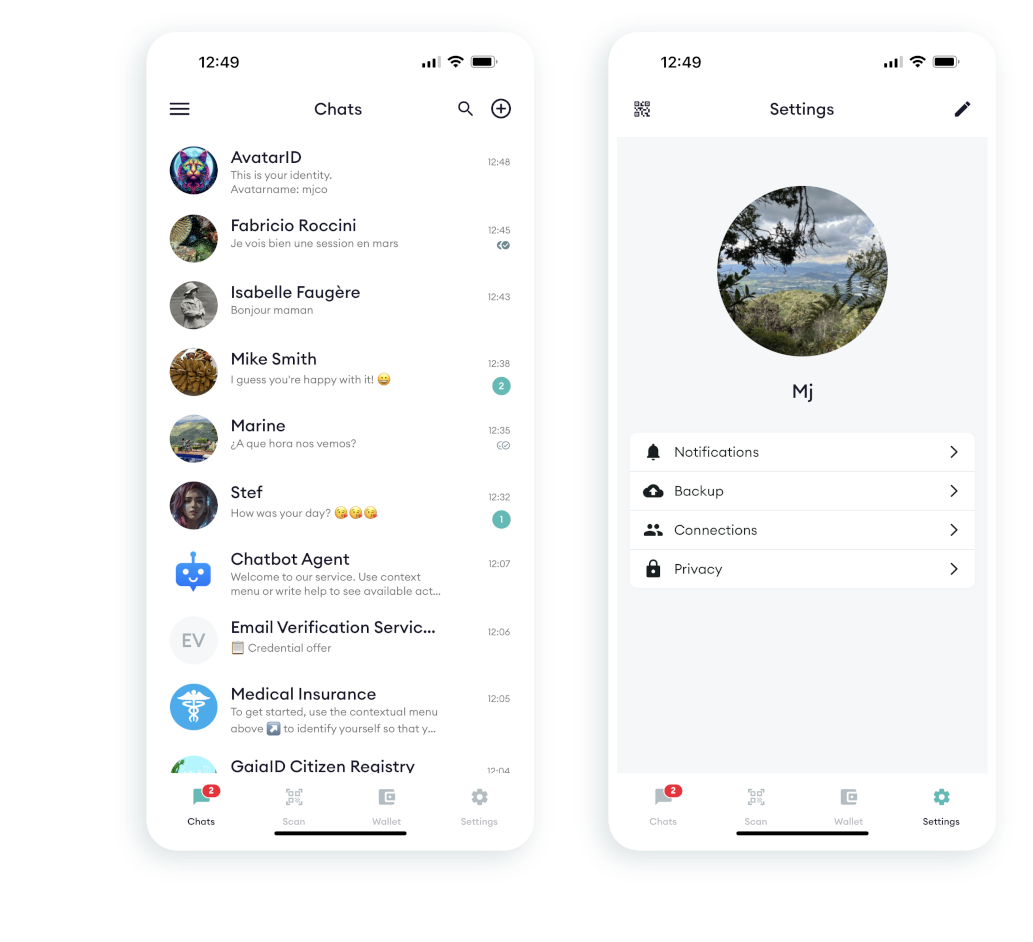 12:49
Chats
AvatarID
12:48
This is your identity.
Avatarname: mjco
Fabricio Roccini
12:45
Je vois bien une session en mars
Isabelle Faugère
12:43
Bonjour maman
Mike Smith
12:38
I guess you're happy with it! 😀
2
Marine
12:35
¿A que hora nos vemos?
Stef
12:32
How was your day? 😘😘😘
1
Chatbot Agent
12:07
Welcome to our service. Use context
menu or write help to see available act...
Email Verification Servic...
12:06
EV
📋 Credential offer
Medical Insurance
12:05
To get started, use the contextual menu
above ↗️ to identify yourself so that y...
GaiaID Citizen Registry
12:04
2
Chats
Scan
Wallet
Settings
12:49
Settings
Mj
Notifications
Backup
Connections
Privacy
2
Chats
Scan
Wallet
Settings